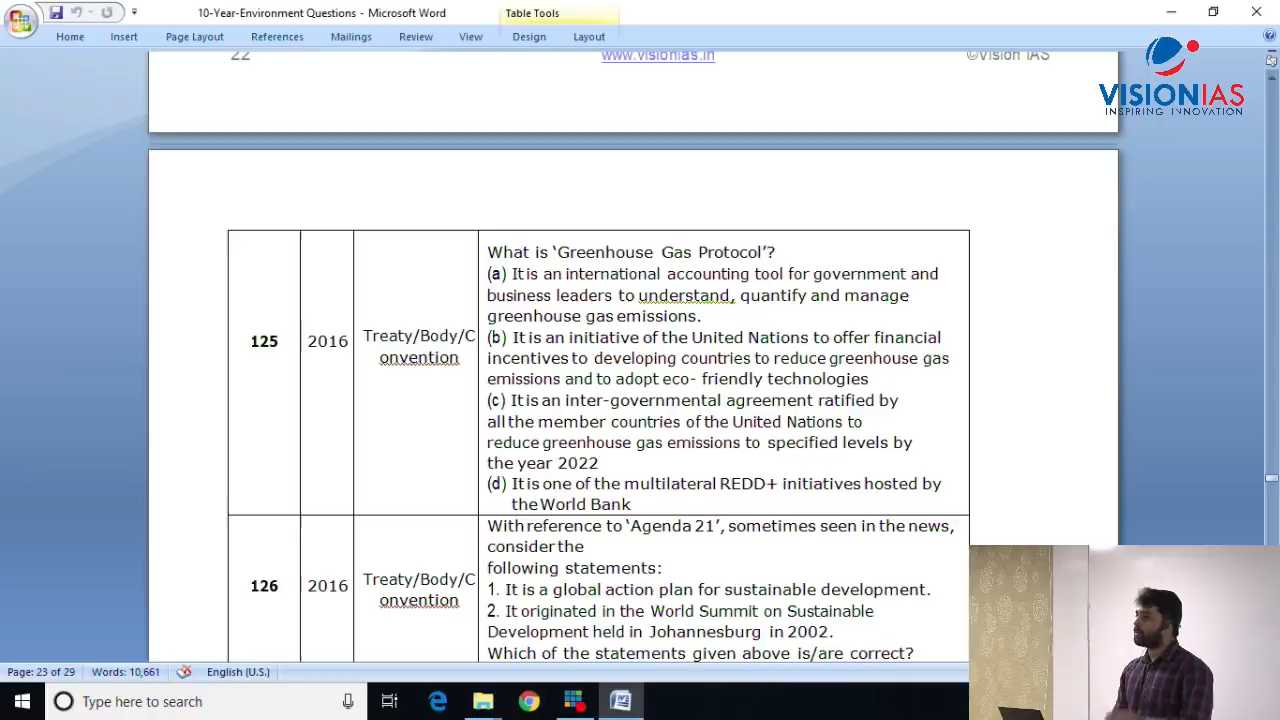 10-Year-Environment Questions - Microsoft Word
Table Tools
Home
Insert
Page Layout
References
Mailings
Review
View
Design
Layout
22
www.visionias.in
©Vision IAS
VISIONIAS
INSPIRING INNOVATION
125
2016
Treaty/Body/C
onvention
What is ‘Greenhouse Gas Protocol’?
(a) It is an international accounting tool for government and
business leaders to understand, quantify and manage
greenhouse gas emissions.
(b) It is an initiative of the United Nations to offer financial
incentives to developing countries to reduce greenhouse gas
emissions and to adopt eco- friendly technologies
(c) It is an inter-governmental agreement ratified by
all the member countries of the United Nations to
reduce greenhouse gas emissions to specified levels by
the year 2022
(d) It is one of the multilateral REDD+ initiatives hosted by
the World Bank
126
2016
Treaty/Body/C
onvention
With reference to ‘Agenda 21’, sometimes seen in the news,
consider the
following statements:
1. It is a global action plan for sustainable development.
2. It originated in the World Summit on Sustainable
Development held in Johannesburg in 2002.
Which of the statements given above is/are correct?
Page: 23 of 29
Words: 10,661
English (U.S.)
Type here to search